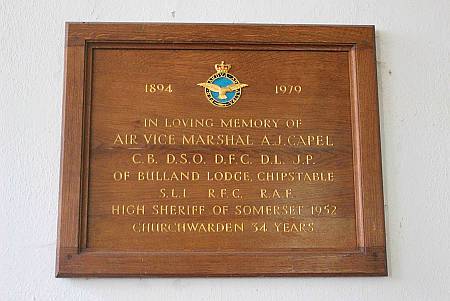 1894 1979
IN LOVING MEMORY OF
AIR VICE MARSHAL A.J. CAPEL
C.B. D.S.O. D.F.C. D.L. J.P.
OF BULLAND LODGE, CHIPSTABLE
S.L.I. R.F.C. R.A.F.
HIGH SHERIFF OF SOMERSET 1952
CHURCHWARDEN 34 YEARS